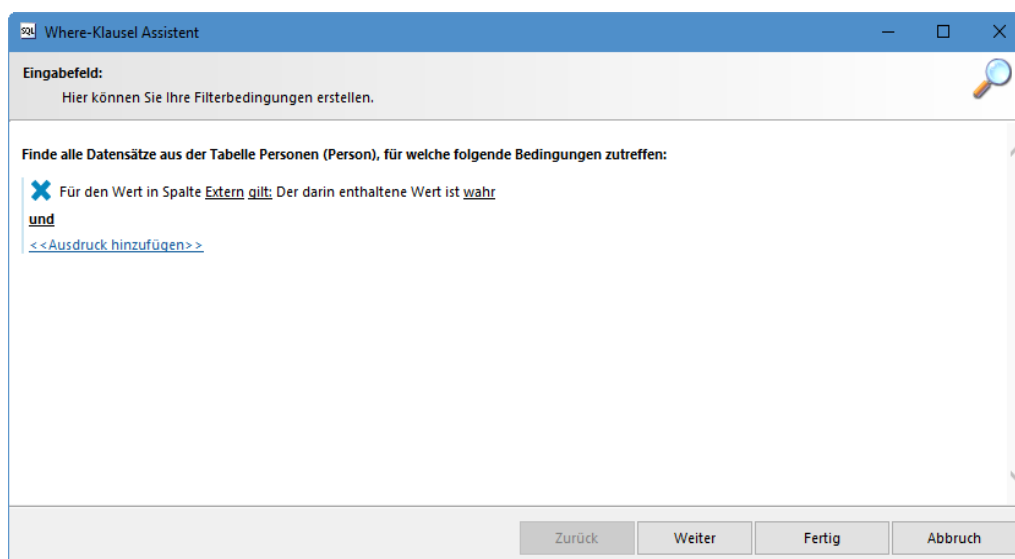 SQL Where-Klausel Assistent
Eingabefeld:
Hier können Sie Ihre Filterbedingungen erstellen.
Finde alle Datensätze aus der Tabelle Personen (Person), für welche folgende Bedingungen zutreffen:
Für den Wert in Spalte Extern gilt: Der darin enthaltene Wert ist wahr
und
<<Ausdruck hinzufügen>>
Zurück Weiter Fertig Abbruch